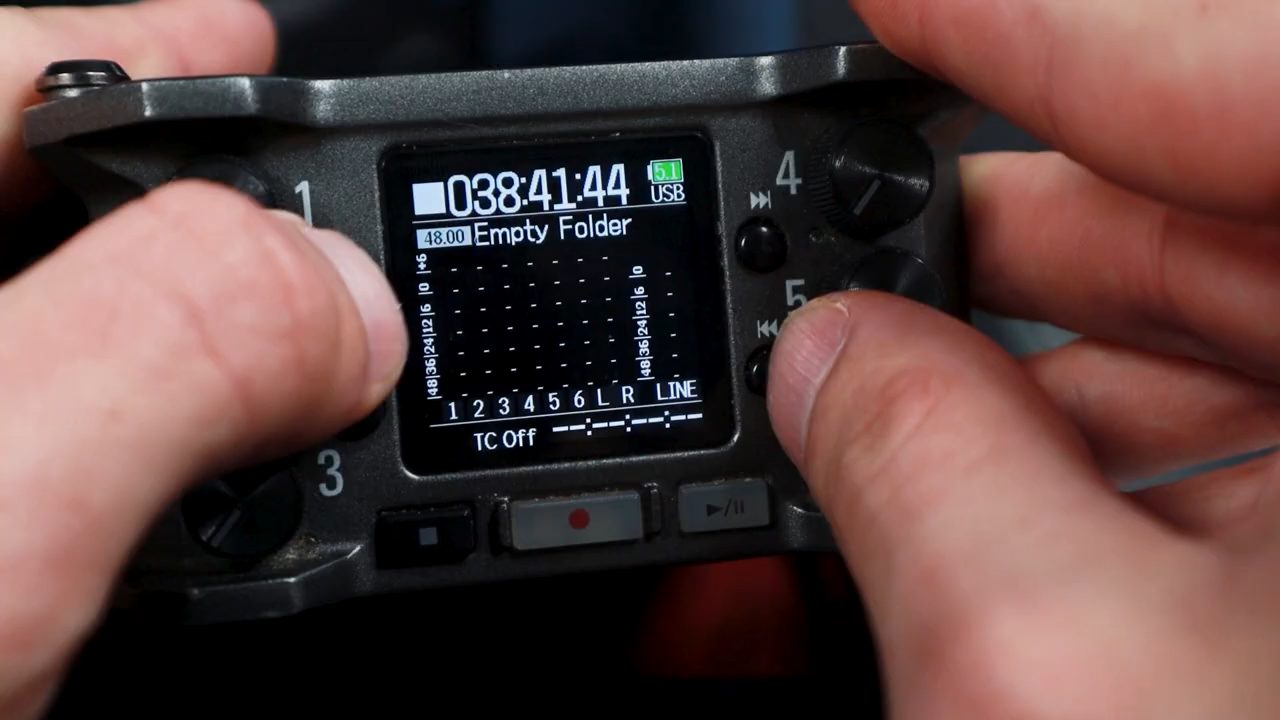 1
038:41:44
5.1
USB
48.00 Empty Folder
+6 0 6 12 24 36 48
0 6 12 24 36 48
1 2 3 4 5 6 L R LINE
TC Off --:--:--:--
3
4
5